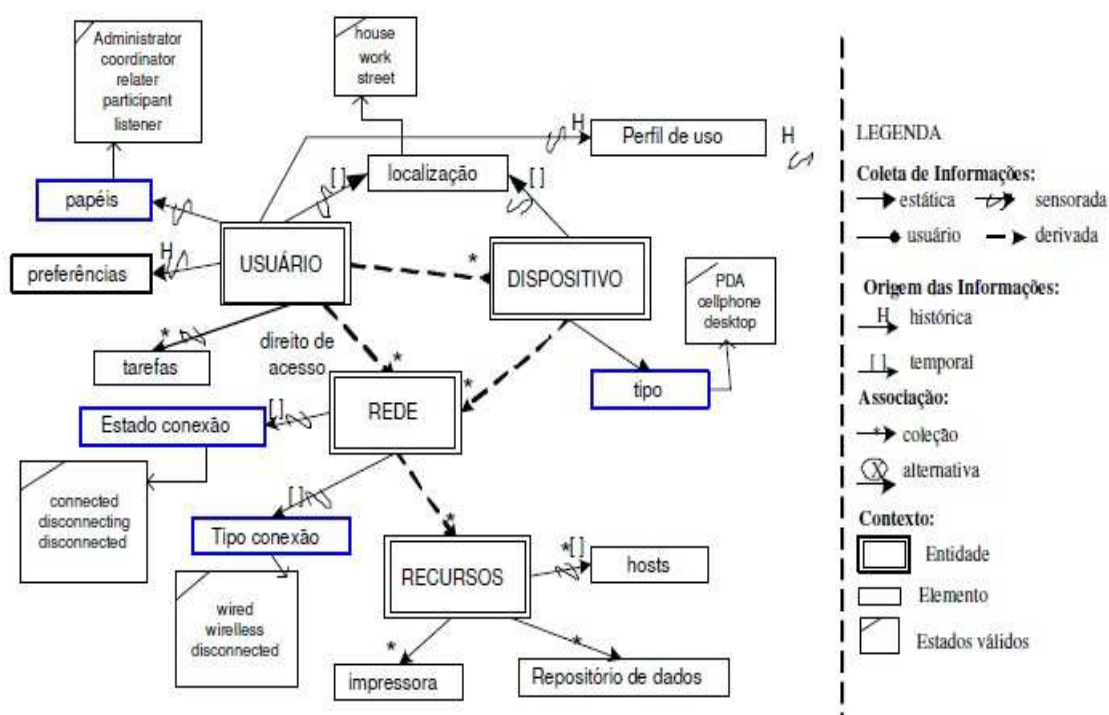 Administrator
coordinator
relater
participant
listener
house
work
street
H
Perfil de uso
H
LEGENDA
[ ]
localização
[ ]
Coleta de Informações:
estática
sensorada
usuário
derivada
papéis
H
preferências
USUÁRIO
*
DISPOSITIVO
PDA
cellphone
desktop
Origem das Informações:
H
histórica
[ ]
temporal
*
tarefas
direito de
acesso
*
*
tipo
Associação:
*
coleção
X
alternativa
Estado conexão
[ ]
REDE
connected
disconnecting
disconnected
[ ]
Tipo conexão
*
Contexto:
Entidade
Elemento
Estados válidos
RECURSOS
*
[ ]
hosts
wired
wirelless
disconnected
*
impressora
*
Repositório de dados